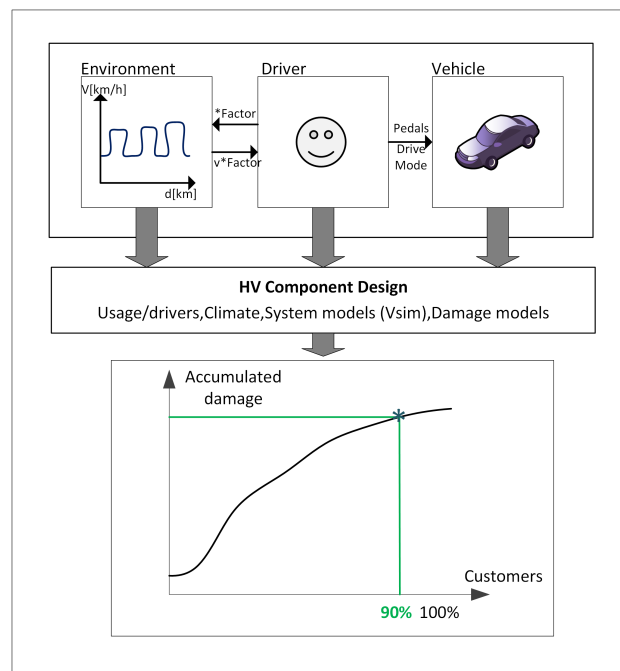 Environment
Driver
Vehicle
V[km/h]
*Factor
v*Factor
d[km]
Pedals
Drive
Mode
HV Component Design
Usage/drivers,Climate,System models (Vsim),Damage models
Accumulated
damage
*
Customers
90% 100%